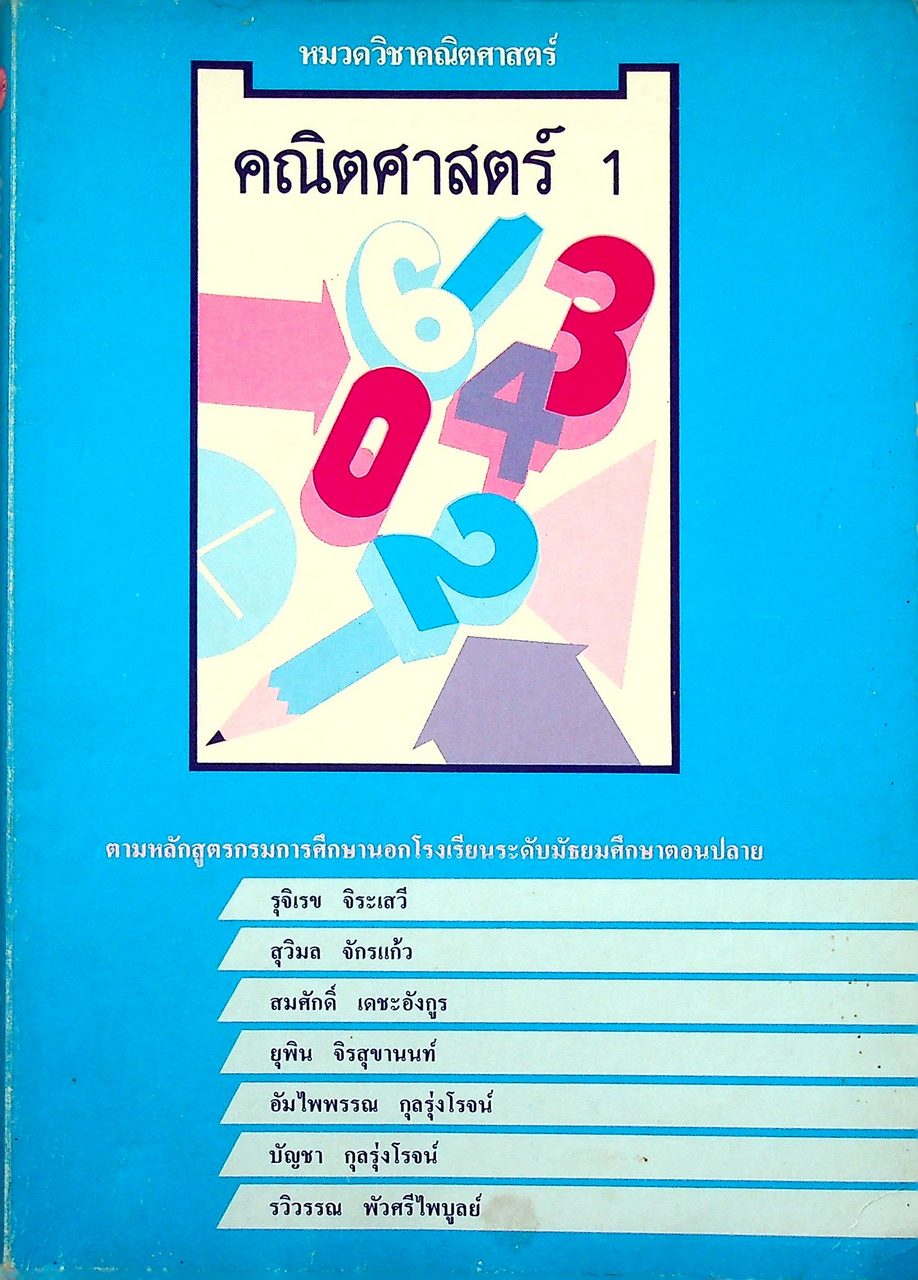 หมวดวิชาคณิตศาสตร์
คณิตศาสตร์ 1
6
3
0
4
2
ตามหลักสูตรกรมการศึกษานอกโรงเรียนระดับมัธยมศึกษาตอนปลาย
รุจิเรข จิระเสวี
สุวิมล จักรแก้ว
สมศักดิ์ เดชะอังกูร
ยุพิน จิรสุขานนท์
อัมไพพรรณ กุลรุ่งโรจน์
บัญชา กุลรุ่งโรจน์
รวิวรรณ พัวศรีไพบูลย์